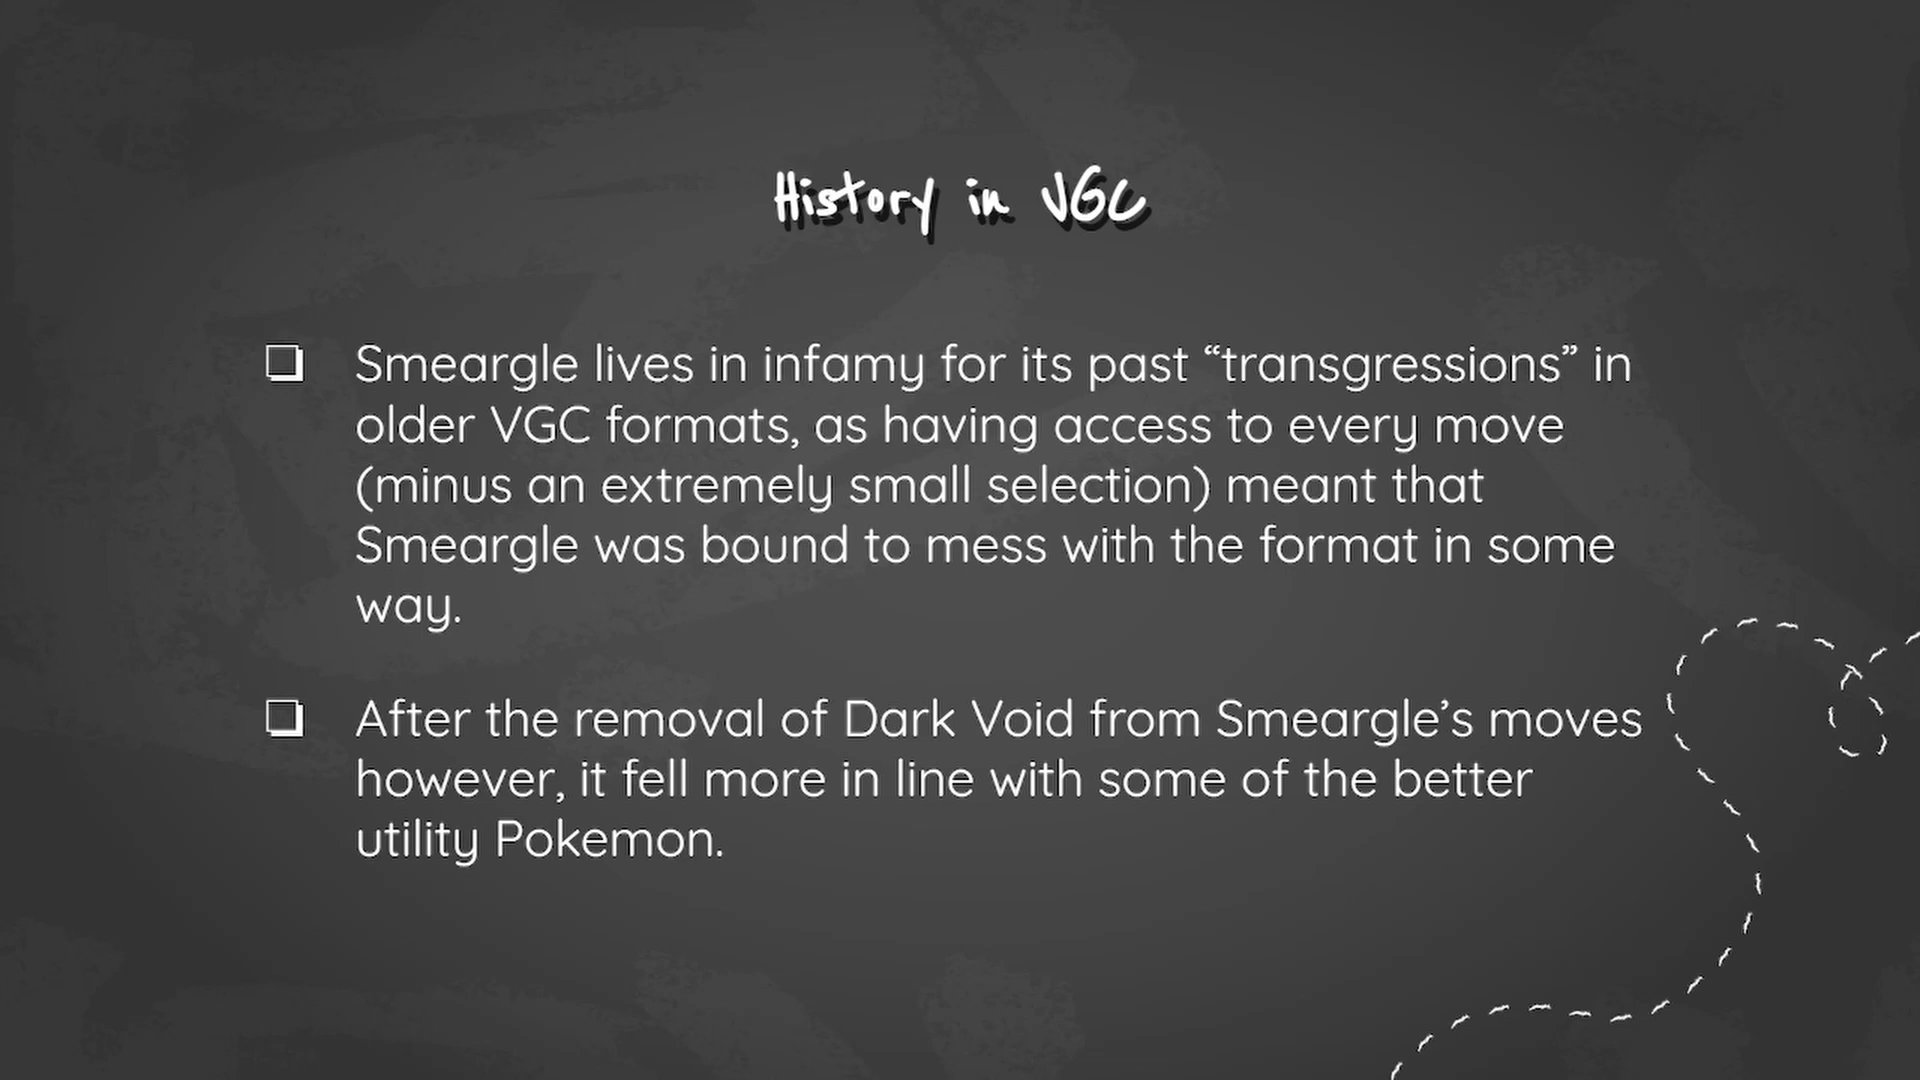 History in VGC
Smeargle lives in infamy for its past “transgressions” in
older VGC formats, as having access to every move
(minus an extremely small selection) meant that
Smeargle was bound to mess with the format in some
way.
After the removal of Dark Void from Smeargle’s moves
however, it fell more in line with some of the better
utility Pokemon.